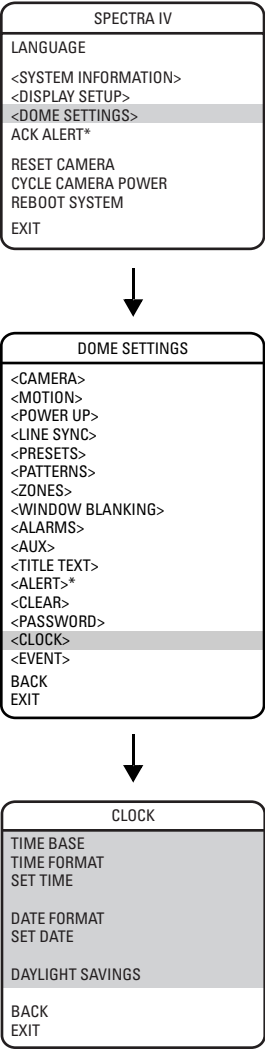 SPECTRA IV
LANGUAGE
<SYSTEM INFORMATION>
<DISPLAY SETUP>
<DOME SETTINGS>
ACK ALERT*
RESET CAMERA
CYCLE CAMERA POWER
REBOOT SYSTEM
EXIT
DOME SETTINGS
<CAMERA>
<MOTION>
<POWER UP>
<LINE SYNC>
<PRESETS>
<PATTERNS>
<ZONES>
<WINDOW BLANKING>
<ALARMS>
<AUX>
<TITLE TEXT>
<ALERT>*
<CLEAR>
<PASSWORD>
<CLOCK>
<EVENT>
BACK
EXIT
CLOCK
TIME BASE
TIME FORMAT
SET TIME
DATE FORMAT
SET DATE
DAYLIGHT SAVINGS
BACK
EXIT